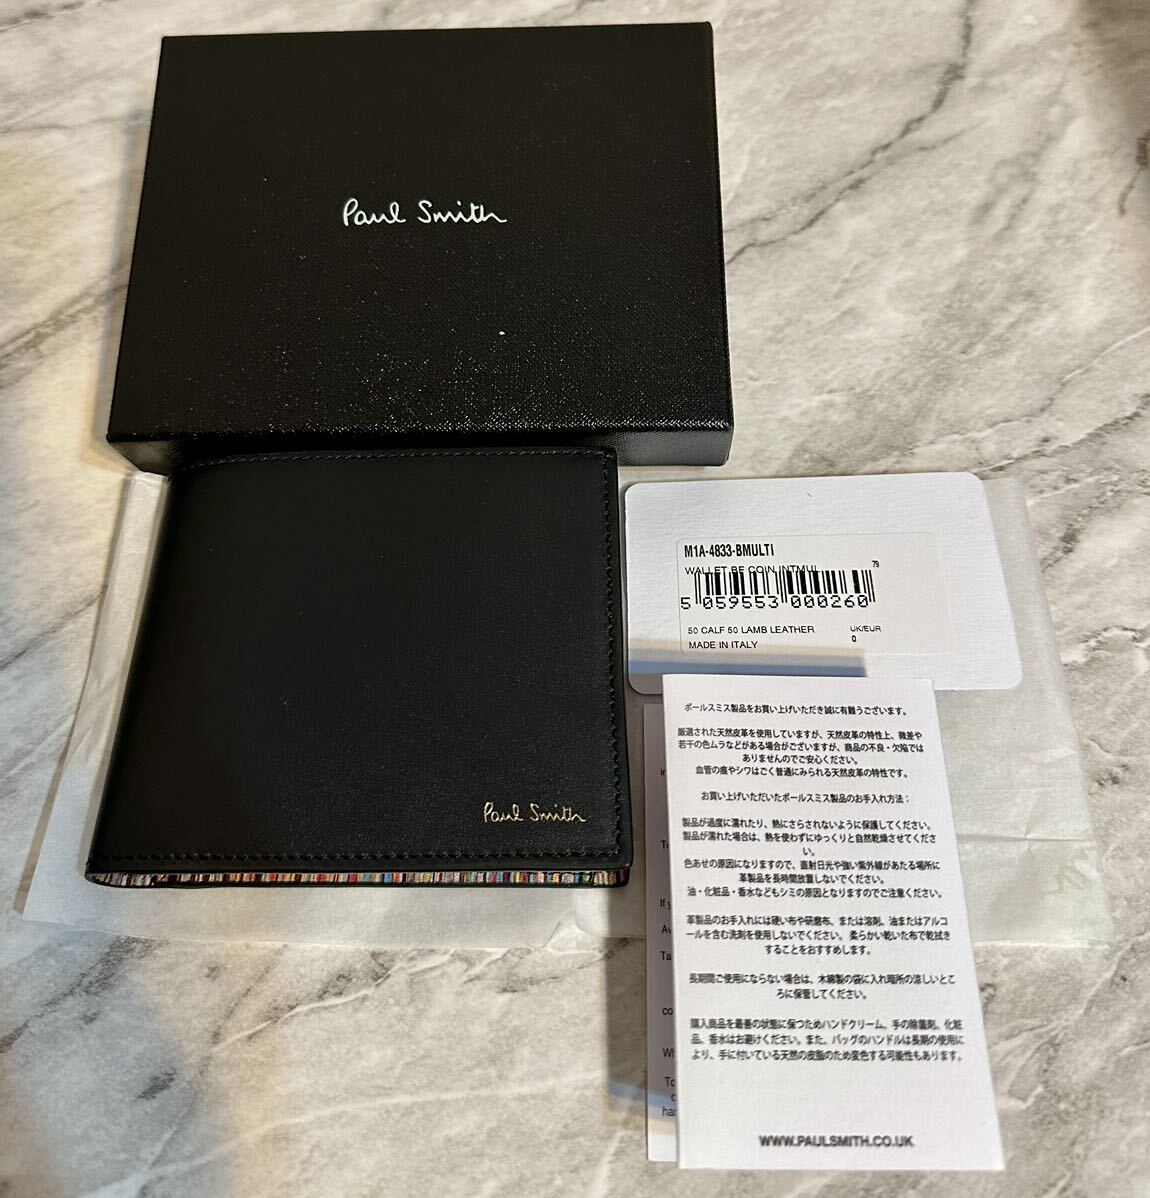 Paul Smith
M1A-4833-BMULTI
WALLET BF COIN INTMUL
79
5 059553 000260
50 CALF 50 LAMB LEATHER UK/EUR
MADE IN ITALY 0
Paul Smith
ポールスミス製品をお買い上げいただき誠に有難うございます。
厳選された天然皮革を使用していますが、天然皮革の特性上、微差や
若干の色ムラなどがある場合がございますが、商品の不良・欠陥では
ありませんのでご安心ください。
血管の痕やシワはごく普通にみられる天然皮革の特性です。
お買い上げいただいたポールスミス製品のお手入れ方法：
製品が過度に濡れたり、熱にさらされないように保護してください。
製品が濡れた場合は、熱を使わずにゆっくりと自然乾燥させてくださ
い。
色あせの原因になりますので、直射日光や強い紫外線があたる場所に
革製品を長時間放置しないでください。
油・化粧品・香水などもシミの原因となりますのでご注意ください。
革製品のお手入れには硬い布や研磨布、または溶剤、油またはアルコ
ールを含む洗剤を使用しないでください。 柔らかい乾いた布で乾拭き
することをおすすめします。
長期間ご使用にならない場合は、木綿製の袋に入れ暗所の涼しいとこ
ろに保管してください。
購入商品を最善の状態に保つためハンドクリーム、手の除菌剤、化粧
品、香水はお避けください。また、バッグのハンドルは長期の使用に
より、手に付いている天然の皮脂のため変色する可能性もあります。
WWW.PAULSMITH.CO.UK